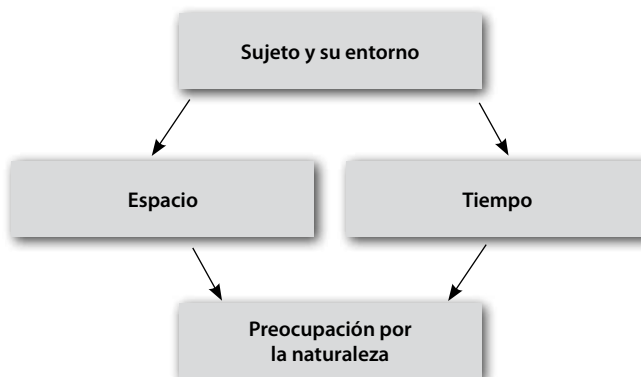 Sujeto y su entorno
Espacio
Tiempo
Preocupación por
la naturaleza